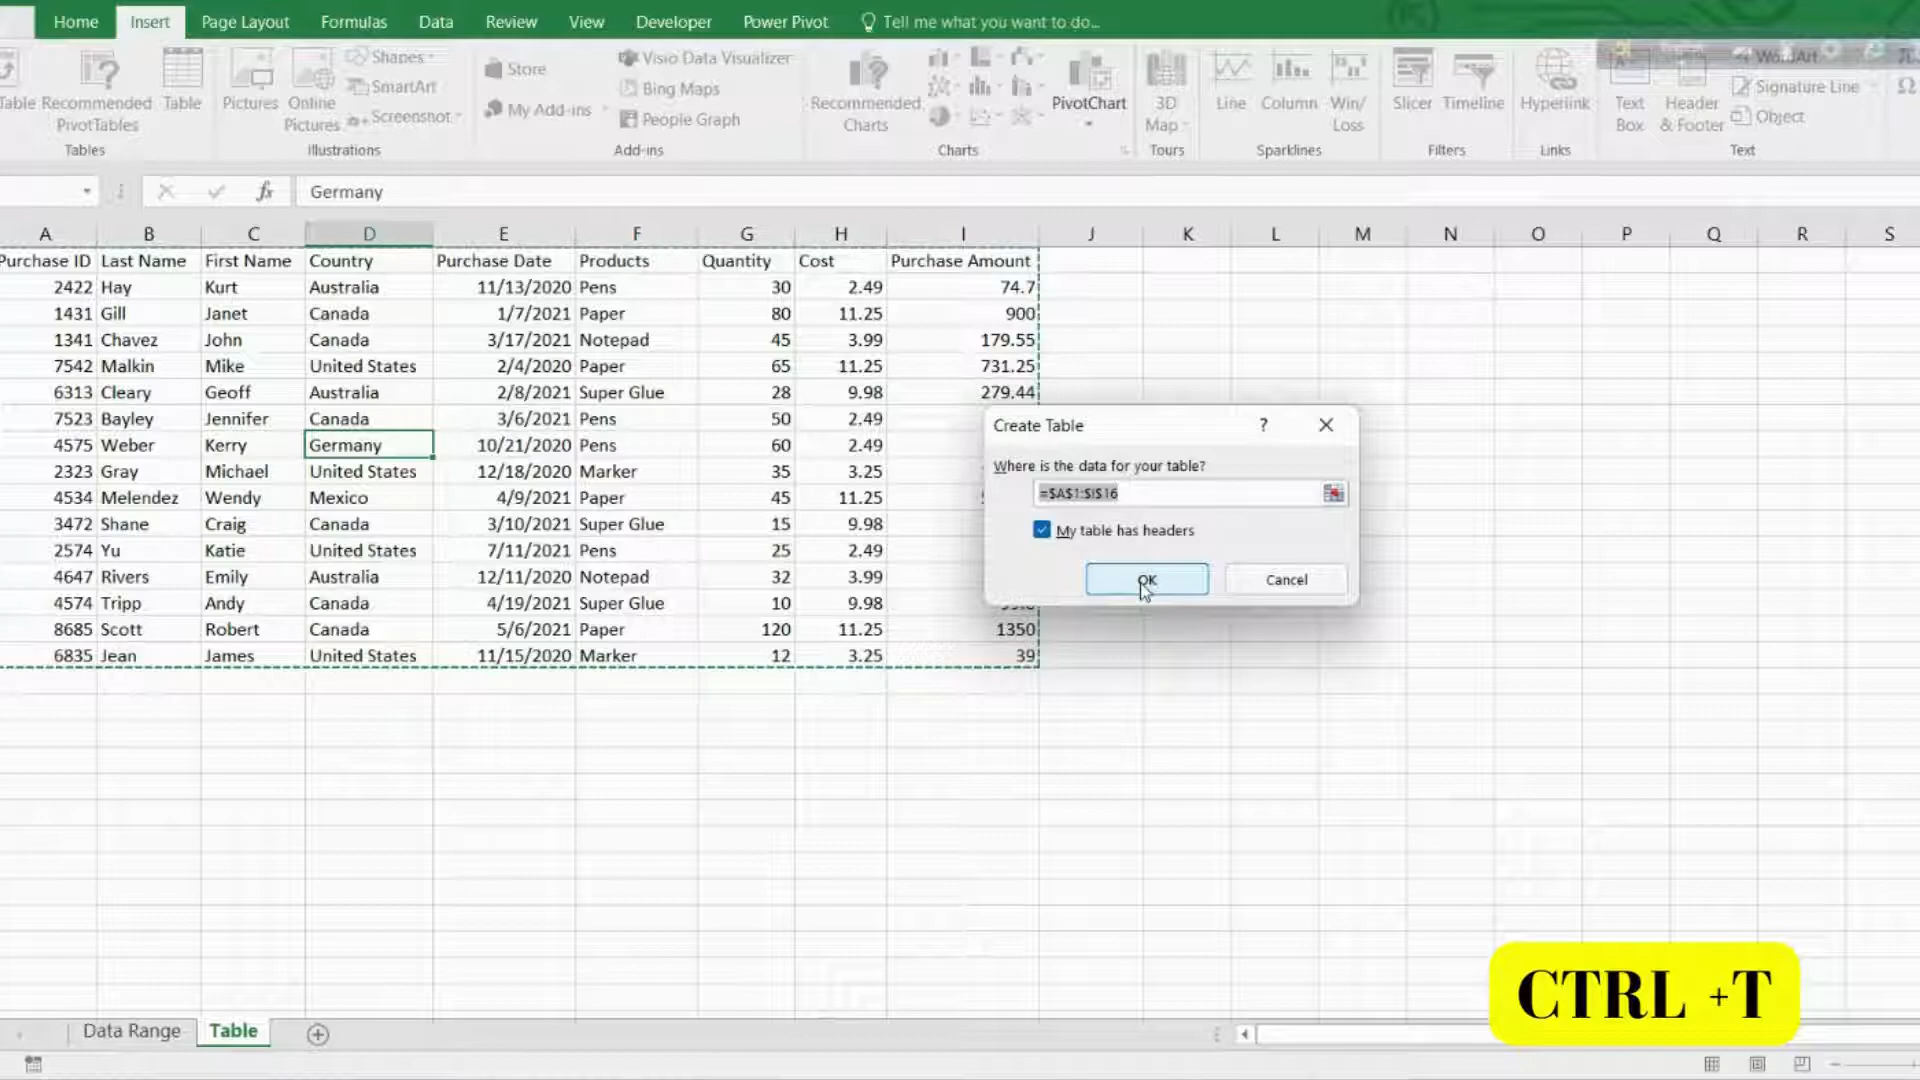 Home Insert Page Layout Formulas Data Review View Developer Power Pivot Tell me what you want to do...
Table
Recommended
PivotTables
Table
Tables
Pictures
Online
Pictures
Shapes
SmartArt
Screenshot
Illustrations
Store
My Add-ins
Visio Data Visualizer
Bing Maps
People Graph
Add-ins
Recommended
Charts
PivotChart
Charts
3D
Map
Tours
Line
Column
Win/
Loss
Sparklines
Slicer
Timeline
Filters
Hyperlink
Links
Text
Box
Header
& Footer
WordArt
Signature Line
Object
Text
fx Germany
A B C D E F G H I J K L M N O P Q R S
Purchase ID Last Name First Name Country Purchase Date Products Quantity Cost Purchase Amount
2422 Hay Kurt Australia 11/13/2020 Pens 30 2.49 74.7
1431 Gill Janet Canada 1/7/2021 Paper 80 11.25 900
1341 Chavez John Canada 3/17/2021 Notepad 45 3.99 179.55
7542 Malkin Mike United States 2/4/2020 Paper 65 11.25 731.25
6313 Cleary Geoff Australia 2/8/2021 Super Glue 28 9.98 279.44
7523 Bayley Jennifer Canada 3/6/2021 Pens 50 2.49
4575 Weber Kerry Germany 10/21/2020 Pens 60 2.49
2323 Gray Michael United States 12/18/2020 Marker 35 3.25
4534 Melendez Wendy Mexico 4/9/2021 Paper 45 11.25
3472 Shane Craig Canada 3/10/2021 Super Glue 15 9.98
2574 Yu Katie United States 7/11/2021 Pens 25 2.49
4647 Rivers Emily Australia 12/11/2020 Notepad 32 3.99
4574 Tripp Andy Canada 4/19/2021 Super Glue 10 9.98
8685 Scott Robert Canada 5/6/2021 Paper 120 11.25 1350
6835 Jean James United States 11/15/2020 Marker 12 3.25 39
Create Table ?
Where is the data for your table?
=$A$1:$I$16
My table has headers
OK Cancel
CTRL +T
Data Range Table